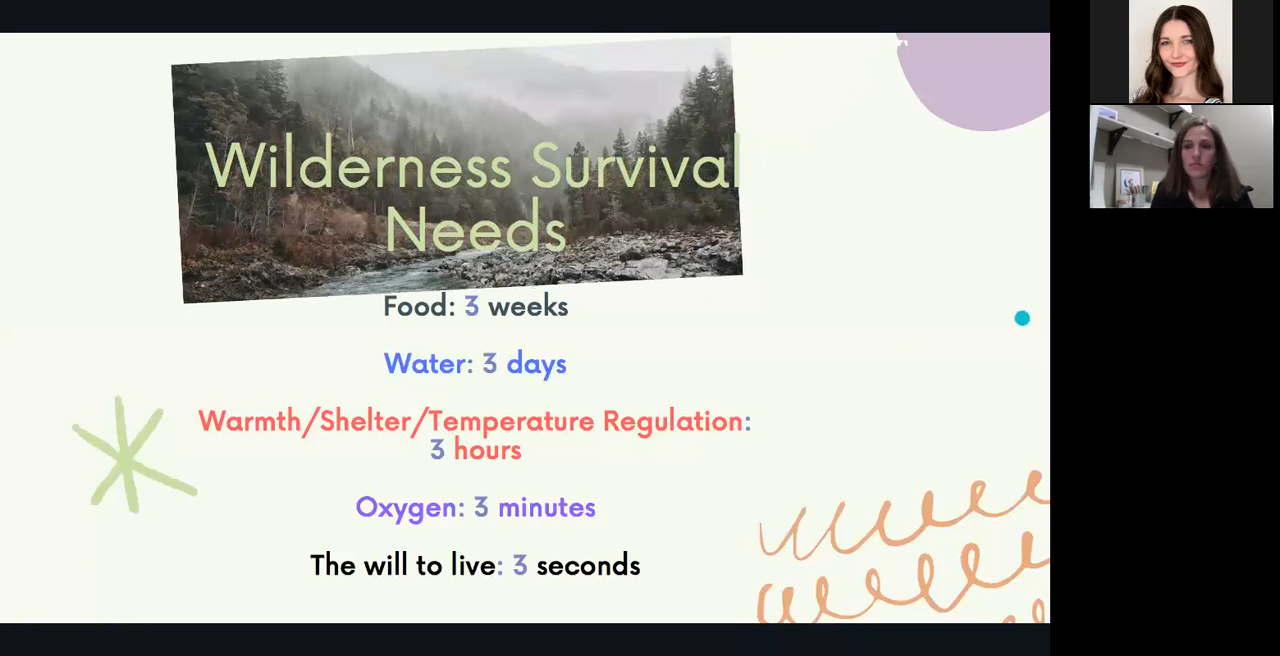 Wilderness Survival
Needs
Food: 3 weeks
Water: 3 days
Warmth/Shelter/Temperature Regulation:
3 hours
Oxygen: 3 minutes
The will to live: 3 seconds